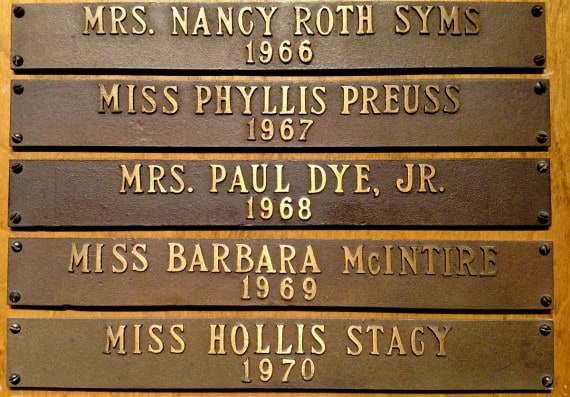 MRS. NANCY ROTH SYMS
1966
MISS PHYLLIS PREUSS
1967
MRS. PAUL DYE, JR.
1968
MISS BARBARA McINTIRE
1969
MISS HOLLIS STACY
1970